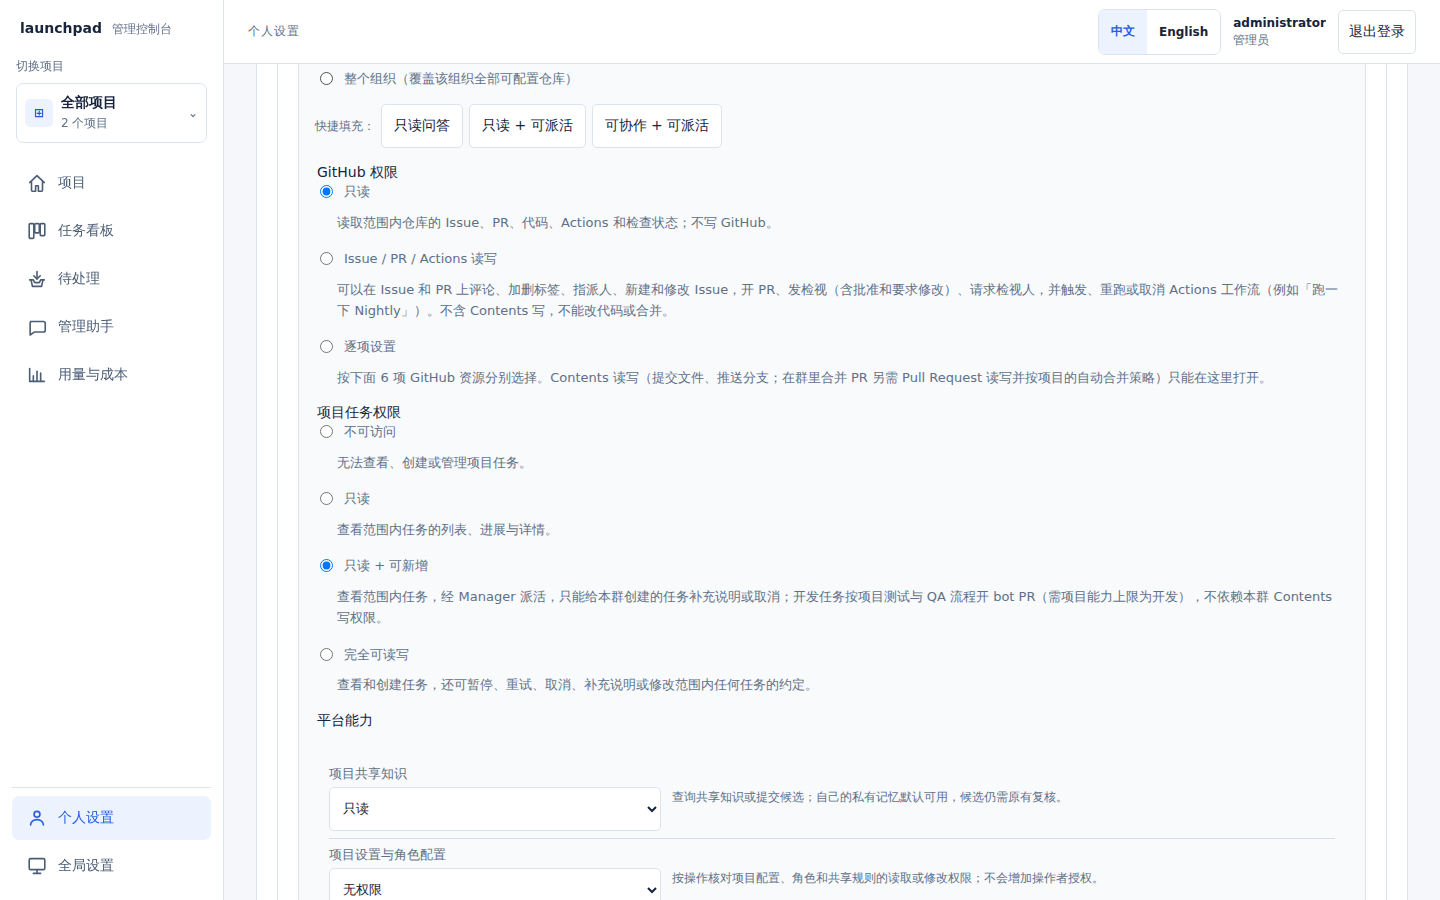 launchpad 管理控制台
切换项目
全部项目
2 个项目
项目
任务看板
待处理
管理助手
用量与成本
个人设置
全局设置
个人设置
中文
English
administrator
管理员
退出登录
整个组织（覆盖该组织全部可配置仓库）
快捷填充：
只读问答
只读 + 可派活
可协作 + 可派活
GitHub 权限
只读
读取范围内仓库的 Issue、PR、代码、Actions 和检查状态；不写 GitHub。
Issue / PR / Actions 读写
可以在 Issue 和 PR 上评论、加删标签、指派人、新建和修改 Issue，开 PR、发检视（含批准和要求修改）、请求检视人，并触发、重跑或取消 Actions 工作流（例如「跑一
下 Nightly」）。不含 Contents 写，不能改代码或合并。
逐项设置
按下面 6 项 GitHub 资源分别选择。Contents 读写（提交文件、推送分支；在群里合并 PR 另需 Pull Request 读写并按项目的自动合并策略）只能在这里打开。
项目任务权限
不可访问
无法查看、创建或管理项目任务。
只读
查看范围内任务的列表、进展与详情。
只读 + 可新增
查看范围内任务，经 Manager 派活，只能给本群创建的任务补充说明或取消；开发任务按项目测试与 QA 流程开 bot PR（需项目能力上限为开发），不依赖本群 Contents
写权限。
完全可读写
查看和创建任务，还可暂停、重试、取消、补充说明或修改范围内任何任务的约定。
平台能力
项目共享知识
只读
查询共享知识或提交候选；自己的私有记忆默认可用，候选仍需原有复核。
项目设置与角色配置
无权限
按操作核对项目配置、角色和共享规则的读取或修改权限；不会增加操作者授权。